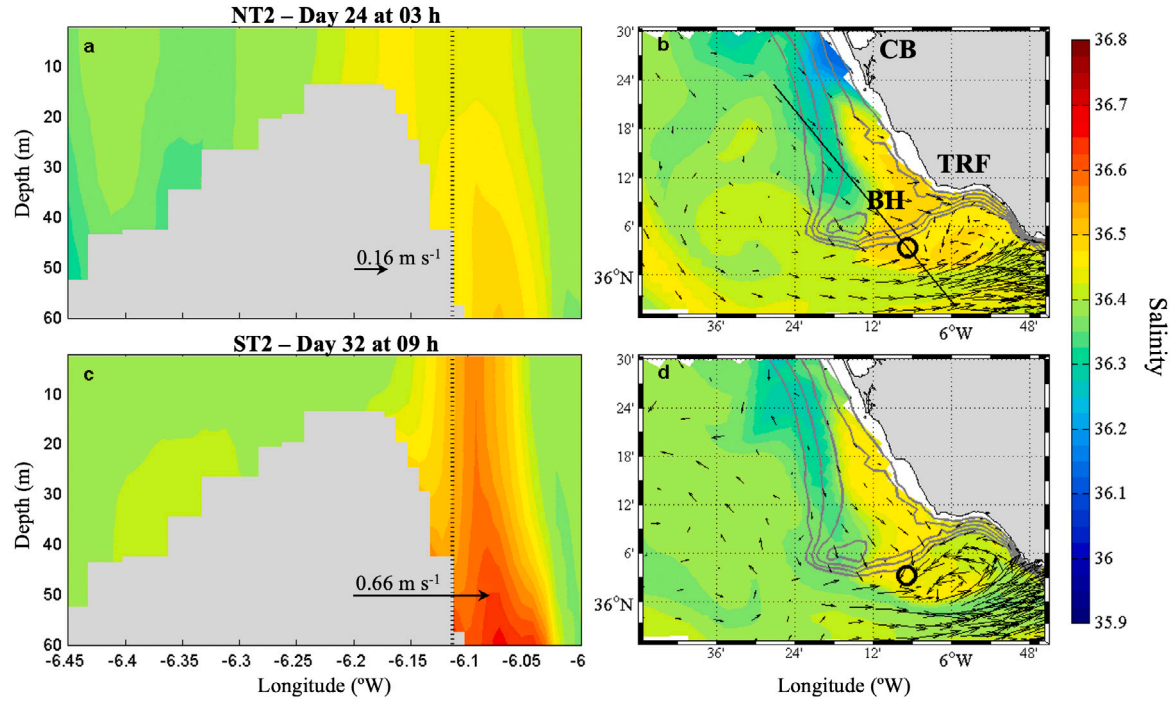 NT2 – Day 24 at 03 h
a
10
20
30
40
50
60
Depth (m)
0.16 m s⁻¹
b
CB
TRF
BH
30'
24'
18'
12'
6'
36°N
36'
24'
12'
6°W
48'
ST2 – Day 32 at 09 h
c
10
20
30
40
50
60
Depth (m)
0.66 m s⁻¹
-6.45
-6.4
-6.35
-6.3
-6.25
-6.2
-6.15
-6.1
-6.05
-6
Longitude (ºW)
d
30'
24'
18'
12'
6'
36°N
36'
24'
12'
6°W
48'
Longitude (ºW)
36.8
36.7
36.6
36.5
36.4
36.3
36.2
36.1
36
35.9
Salinity